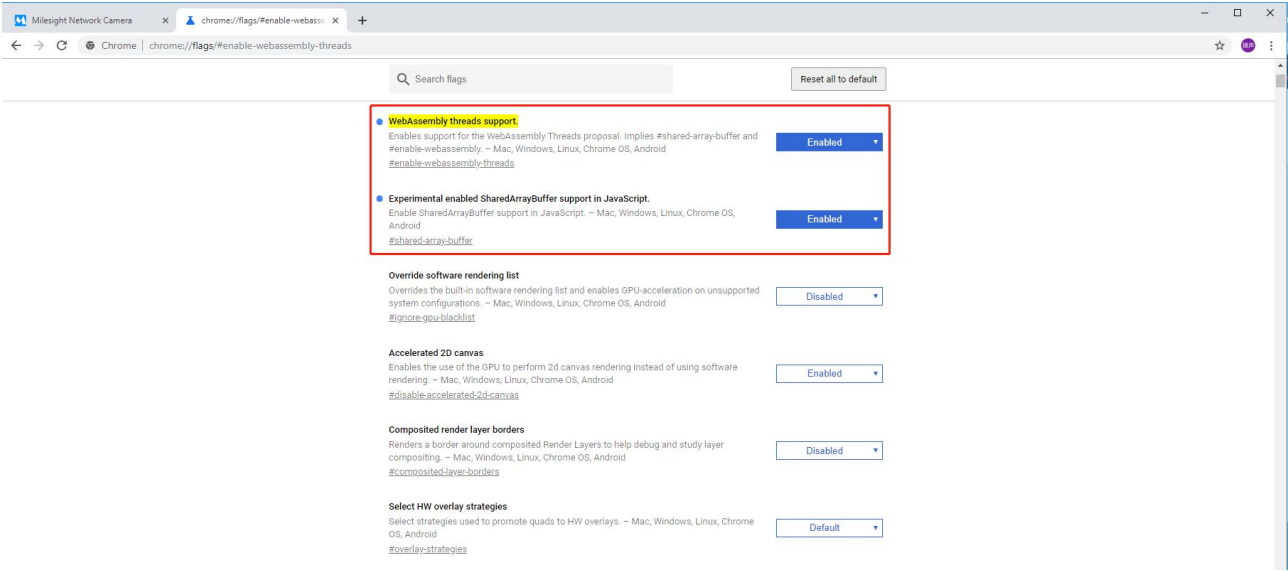 Milesight Network Camera
chrome://flags/#enable-webasse
Chrome | chrome://flags/#enable-webassembly-threads
Search flags
Reset all to default
WebAssembly threads support.
Enables support for the WebAssembly Threads proposal. Implies #shared-array-buffer and
#enable-webassembly. – Mac, Windows, Linux, Chrome OS, Android
#enable-webassembly-threads
Enabled
Experimental enabled SharedArrayBuffer support in JavaScript.
Enable SharedArrayBuffer support in JavaScript. – Mac, Windows, Linux, Chrome OS,
Android
#shared-array-buffer
Enabled
Override software rendering list
Overrides the built-in software rendering list and enables GPU-acceleration on unsupported
system configurations. – Mac, Windows, Linux, Chrome OS, Android
#ignore-gpu-blacklist
Disabled
Accelerated 2D canvas
Enables the use of the GPU to perform 2d canvas rendering instead of using software
rendering. – Mac, Windows, Linux, Chrome OS, Android
#disable-accelerated-2d-canvas
Enabled
Composited render layer borders
Renders a border around composited Render Layers to help debug and study layer
compositing. – Mac, Windows, Linux, Chrome OS, Android
#composited-layer-borders
Disabled
Select HW overlay strategies
Select strategies used to promote quads to HW overlays. – Mac, Windows, Linux, Chrome
OS, Android
#overlay-strategies
Default